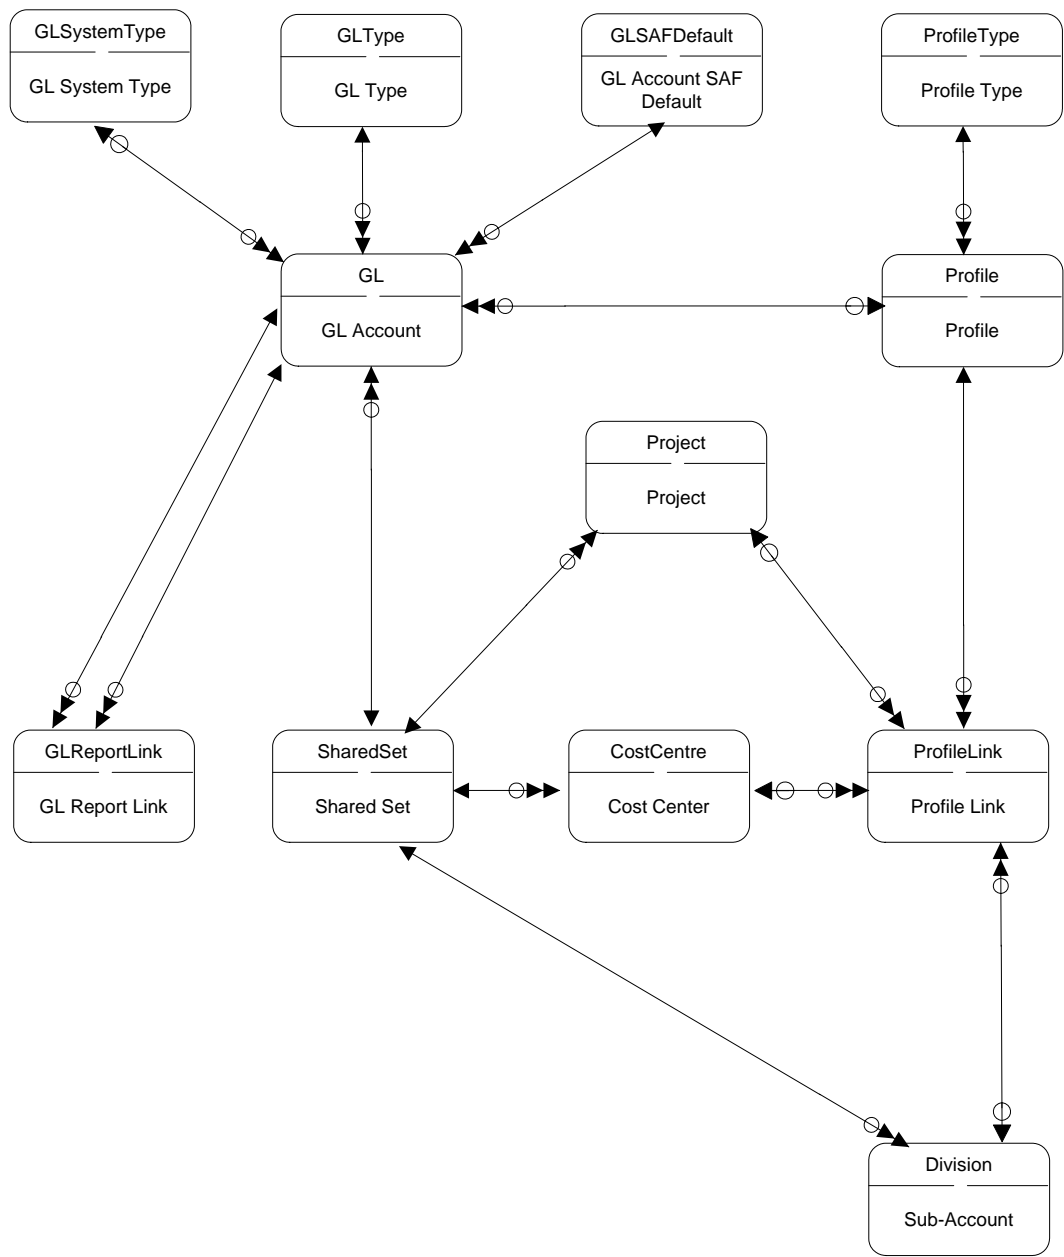 GLSystemType
GL System Type
GLType
GL Type
GLSAFDefault
GL Account SAF
Default
ProfileType
Profile Type
GL
GL Account
Profile
Profile
Project
Project
GLReportLink
GL Report Link
SharedSet
Shared Set
CostCentre
Cost Center
ProfileLink
Profile Link
Division
Sub-Account